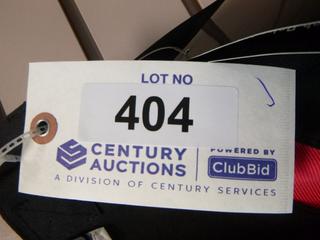 LOT NO
404
CENTURY AUCTIONS
POWERED BY
ClubBid
A DIVISION OF CENTURY SERVICES